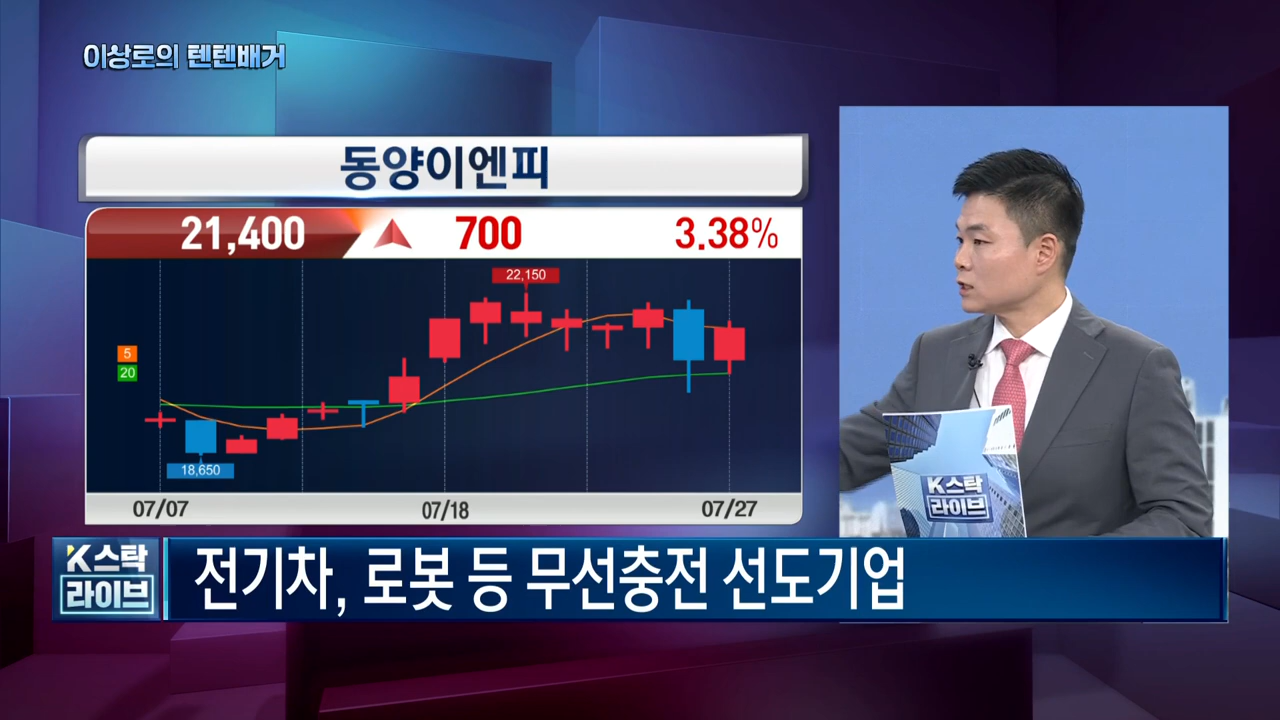 이상로의 텐텐배거
동양이엔피
21,400 700 3.38%
22,150
5
20
18,650
07/07 07/18 07/27
K스탁
라이브
K스탁
라이브
전기차, 로봇 등 무선충전 선도기업